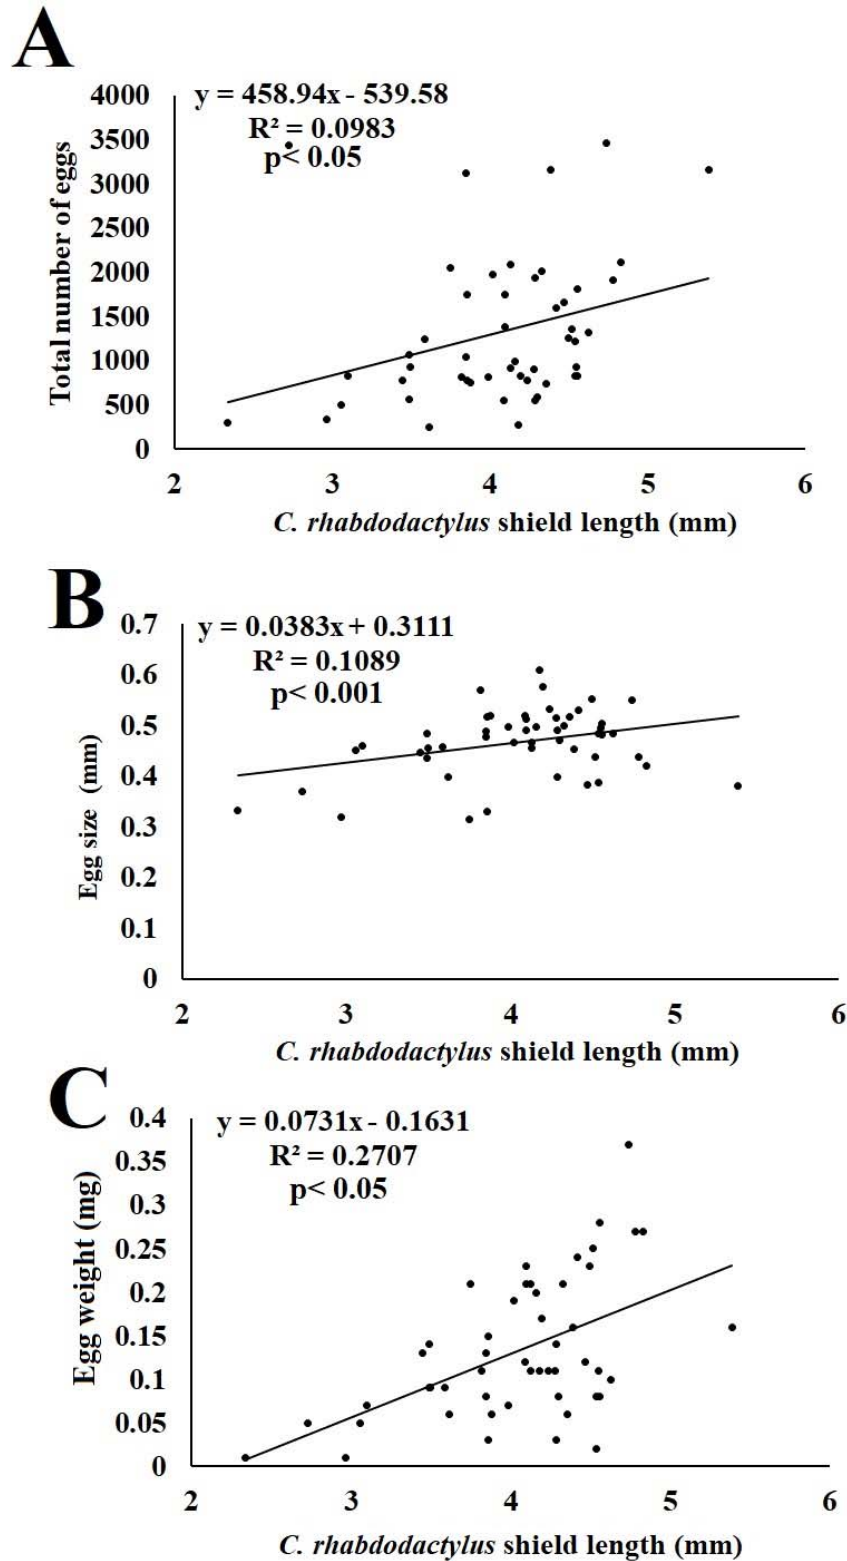 A
y = 458.94x - 539.58
R² = 0.0983
p< 0.05
Total number of eggs
4000
3500
3000
2500
2000
1500
1000
500
0
2 3 4 5 6
C. rhabdodactylus shield length (mm)
B
y = 0.0383x + 0.3111
R² = 0.1089
p< 0.001
Egg size (mm)
0.7
0.6
0.5
0.4
0.3
0.2
0.1
0
2 3 4 5 6
C. rhabdodactylus shield length (mm)
C
y = 0.0731x - 0.1631
R² = 0.2707
p< 0.05
Egg weight (mg)
0.4
0.35
0.3
0.25
0.2
0.15
0.1
0.05
0
2 3 4 5 6
C. rhabdodactylus shield length (mm)